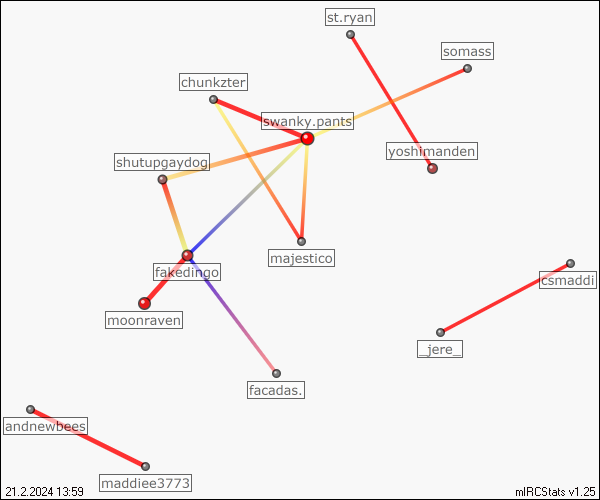 st.ryan
somass
chunkzter
swanky.pants
yoshimanden
shutupgaydog
majestico
fakedingo
csmaddi
moonraven
_jere_
facadas.
andnewbees
maddiee3773
21.2.2024 13:59
mIRCStats v1.25